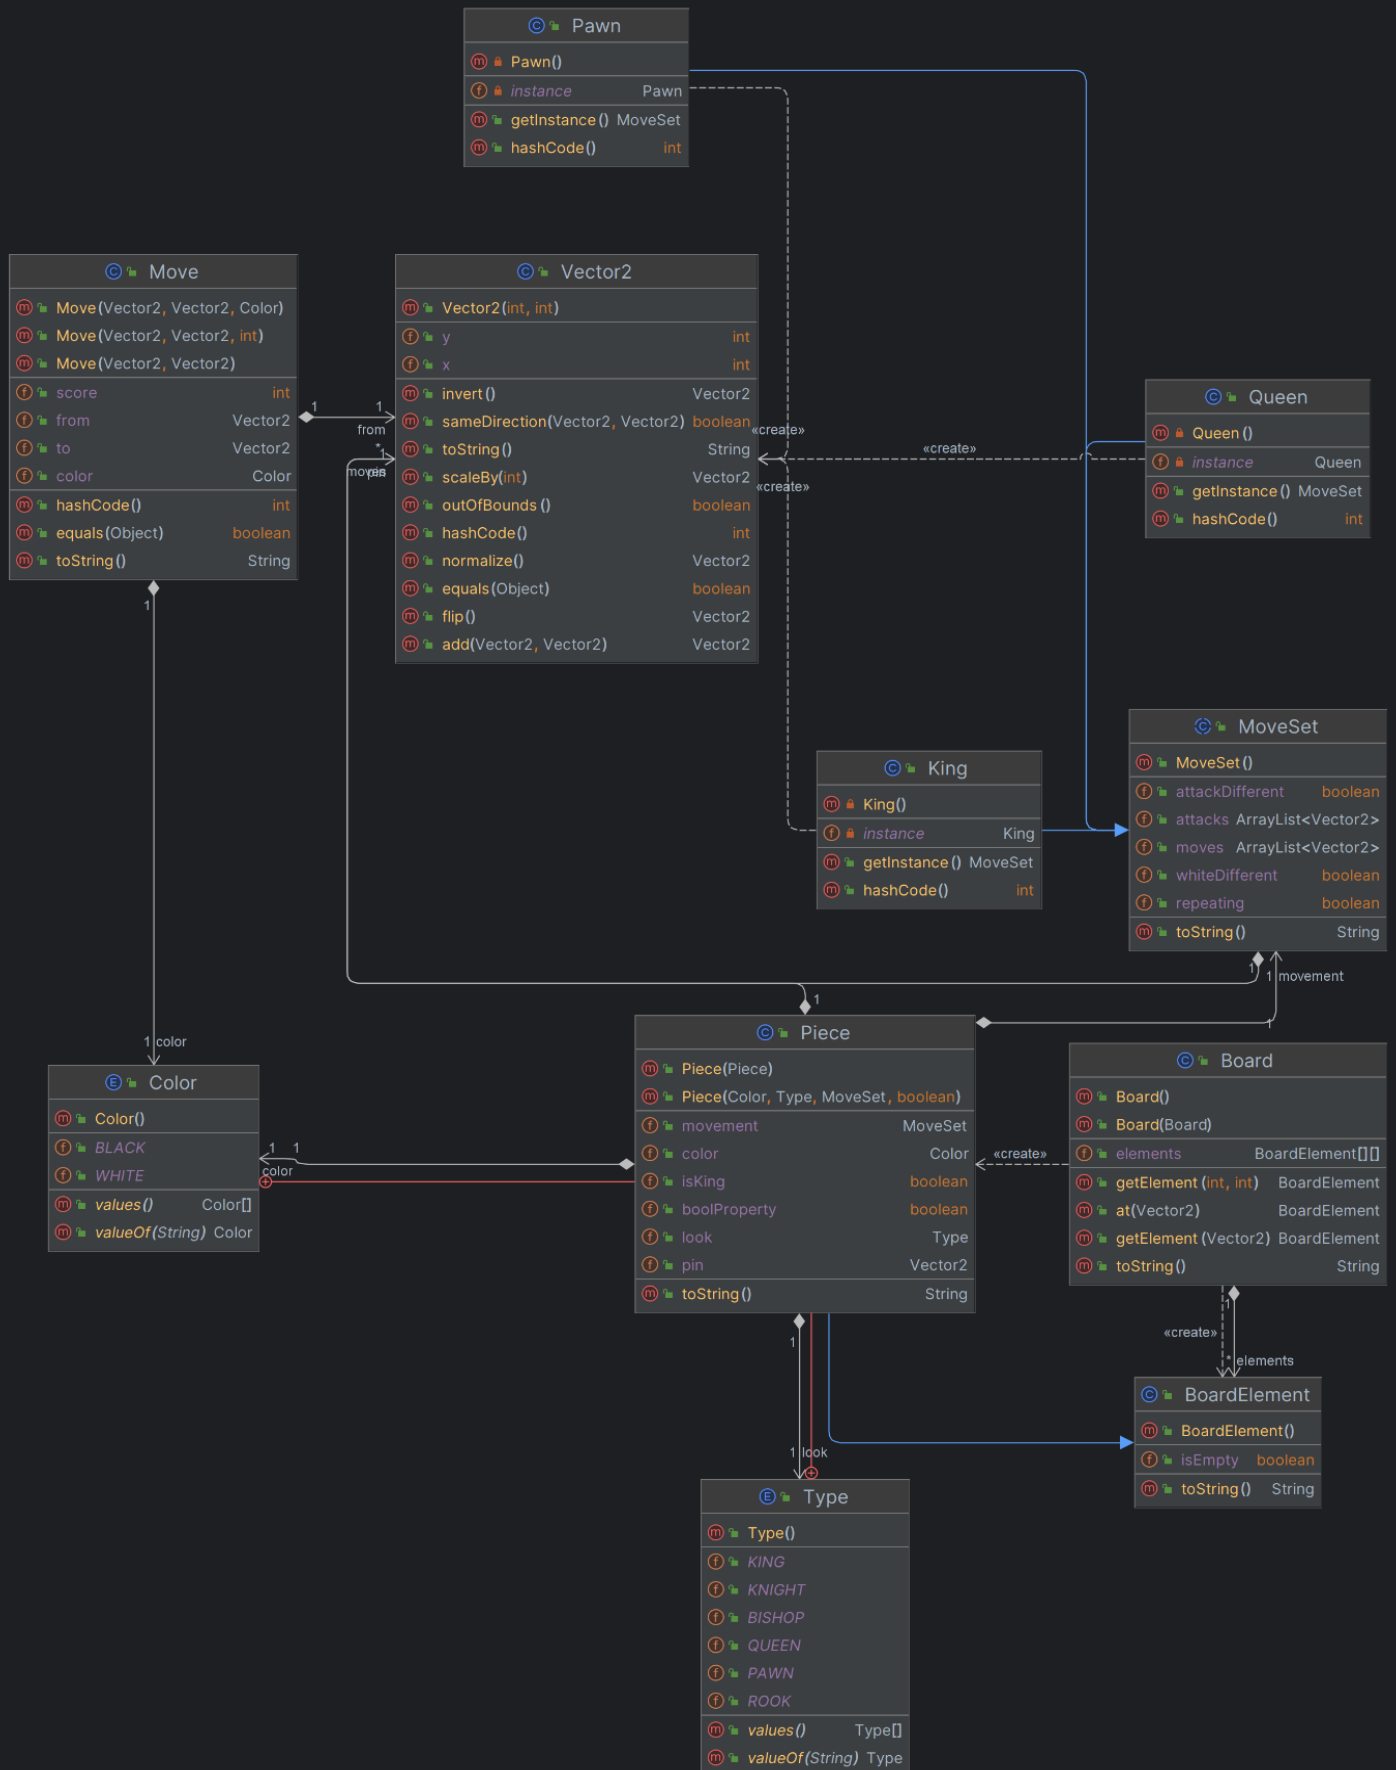 Pawn
Pawn()
instance Pawn
getInstance() MoveSet
hashCode() int
Move
Move(Vector2, Vector2, Color)
Move(Vector2, Vector2, int)
Move(Vector2, Vector2)
score int
from Vector2
to Vector2
color Color
hashCode() int
equals(Object) boolean
toString() String
Vector2
Vector2(int, int)
y int
x int
invert() Vector2
sameDirection(Vector2, Vector2) boolean
toString() String
scaleBy(int) Vector2
outOfBounds() boolean
hashCode() int
normalize() Vector2
equals(Object) boolean
flip() Vector2
add(Vector2, Vector2) Vector2
1 1
from
*
1
moves
pin
«create»
«create»
«create»
Queen
Queen()
instance Queen
getInstance() MoveSet
hashCode() int
MoveSet
MoveSet()
attackDifferent boolean
attacks ArrayList<Vector2>
moves ArrayList<Vector2>
whiteDifferent boolean
repeating boolean
toString() String
King
King()
instance King
getInstance() MoveSet
hashCode() int
1
1 movement
1
1
1
1 color
Color
Color()
BLACK
WHITE
values() Color[]
valueOf(String) Color
1 1
color
Piece
Piece(Piece)
Piece(Color, Type, MoveSet, boolean)
movement MoveSet
color Color
isKing boolean
boolProperty boolean
look Type
pin Vector2
toString() String
«create»
Board
Board()
Board(Board)
elements BoardElement[][]
getElement(int, int) BoardElement
at(Vector2) BoardElement
getElement(Vector2) BoardElement
toString() String
1
«create»
* elements
BoardElement
BoardElement()
isEmpty boolean
toString() String
1
1 look
Type
Type()
KING
KNIGHT
BISHOP
QUEEN
PAWN
ROOK
values() Type[]
valueOf(String) Type